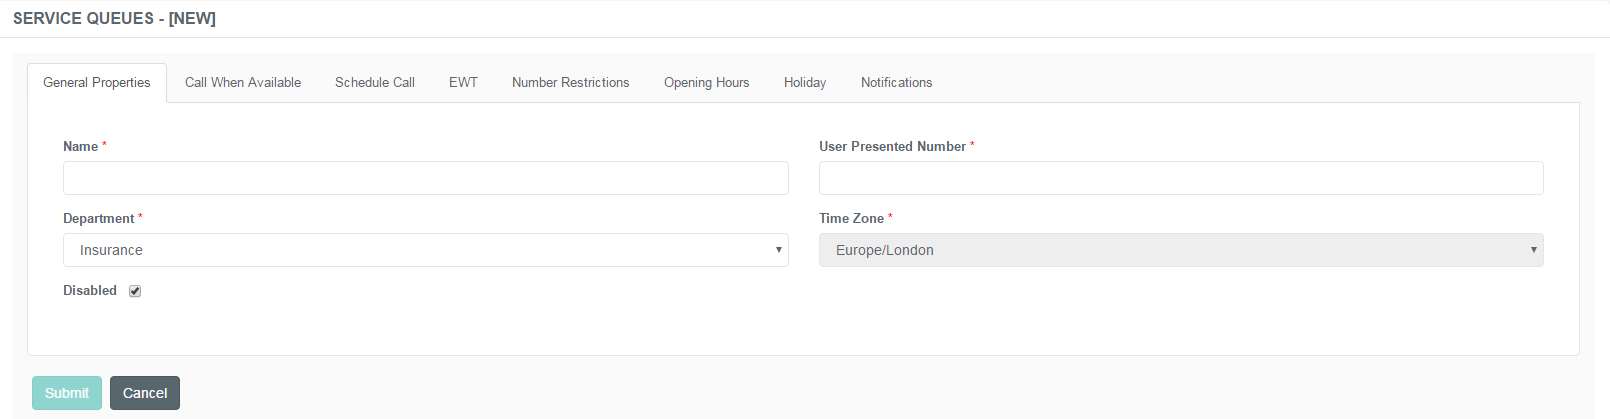 SERVICE QUEUES - [NEW]
General Properties Call When Available Schedule Call EWT Number Restrictions Opening Hours Holiday Notifications
Name * User Presented Number *
Department * Time Zone *
Insurance Europe/London
Disabled
Submit Cancel